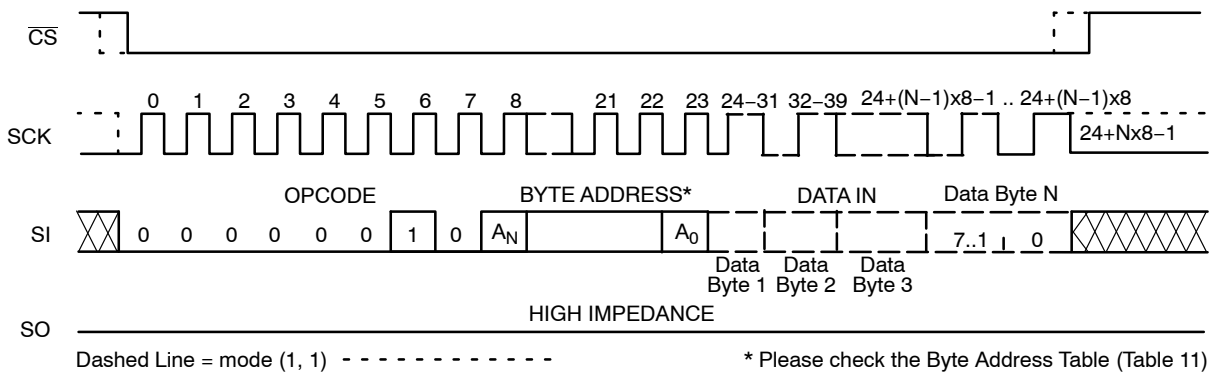 CS
0 1 2 3 4 5 6 7 8 21 22 23 24–31 32–39 24+(N–1)x8–1 .. 24+(N–1)x8
SCK
24+Nx8–1
OPCODE BYTE ADDRESS* DATA IN Data Byte N
SI 0 0 0 0 0 0 1 0 AN A0 7..1 0
Data Data Data
Byte 1 Byte 2 Byte 3
HIGH IMPEDANCE
SO
Dashed Line = mode (1, 1) * Please check the Byte Address Table (Table 11)